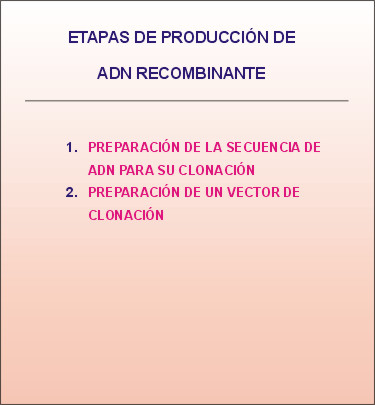 ETAPAS DE PRODUCCIÓN DE
ADN RECOMBINANTE
1. PREPARACIÓN DE LA SECUENCIA DE
ADN PARA SU CLONACIÓN
2. PREPARACIÓN DE UN VECTOR DE
CLONACIÓN